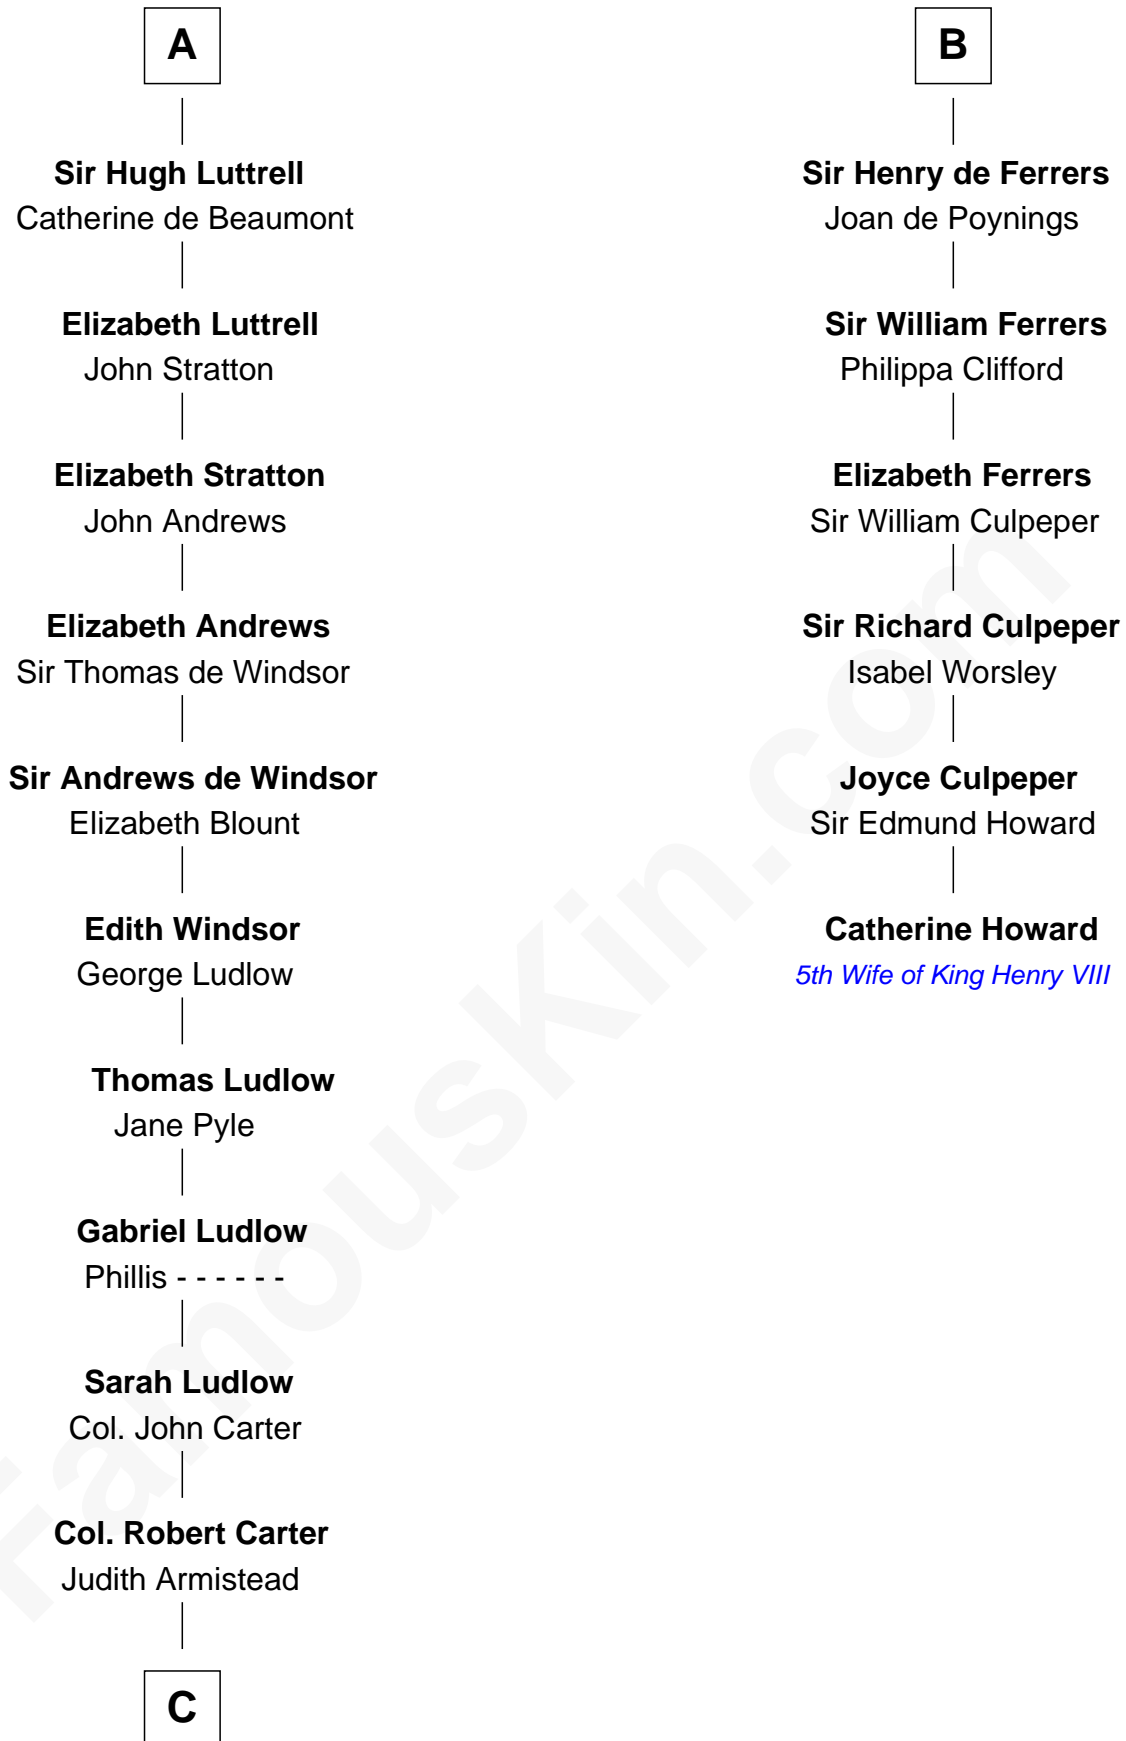 A
Sir Hugh Luttrell
Catherine de Beaumont
Elizabeth Luttrell
John Stratton
Elizabeth Stratton
John Andrews
Elizabeth Andrews
Sir Thomas de Windsor
Sir Andrews de Windsor
Elizabeth Blount
Edith Windsor
George Ludlow
Thomas Ludlow
Jane Pyle
Gabriel Ludlow
Phillis - - - - - -
Sarah Ludlow
Col. John Carter
Col. Robert Carter
Judith Armistead
C
B
Sir Henry de Ferrers
Joan de Poynings
Sir William Ferrers
Philippa Clifford
Elizabeth Ferrers
Sir William Culpeper
Sir Richard Culpeper
Isabel Worsley
Joyce Culpeper
Sir Edmund Howard
Catherine Howard
5th Wife of King Henry VIII
FamousKin.com